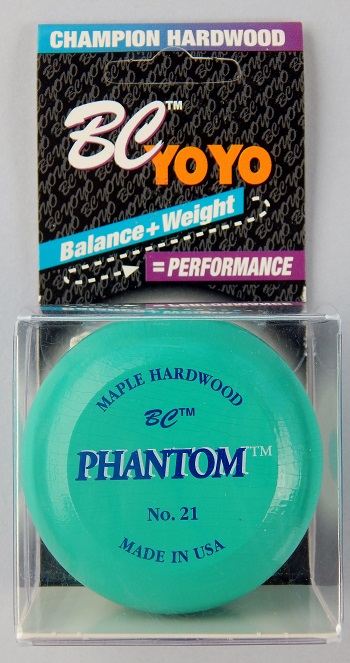 CHAMPION HARDWOOD
BC™
YOYO
Balance+Weight
= PERFORMANCE
MAPLE HARDWOOD
BC™
PHANTOM™
No. 21
MADE IN USA